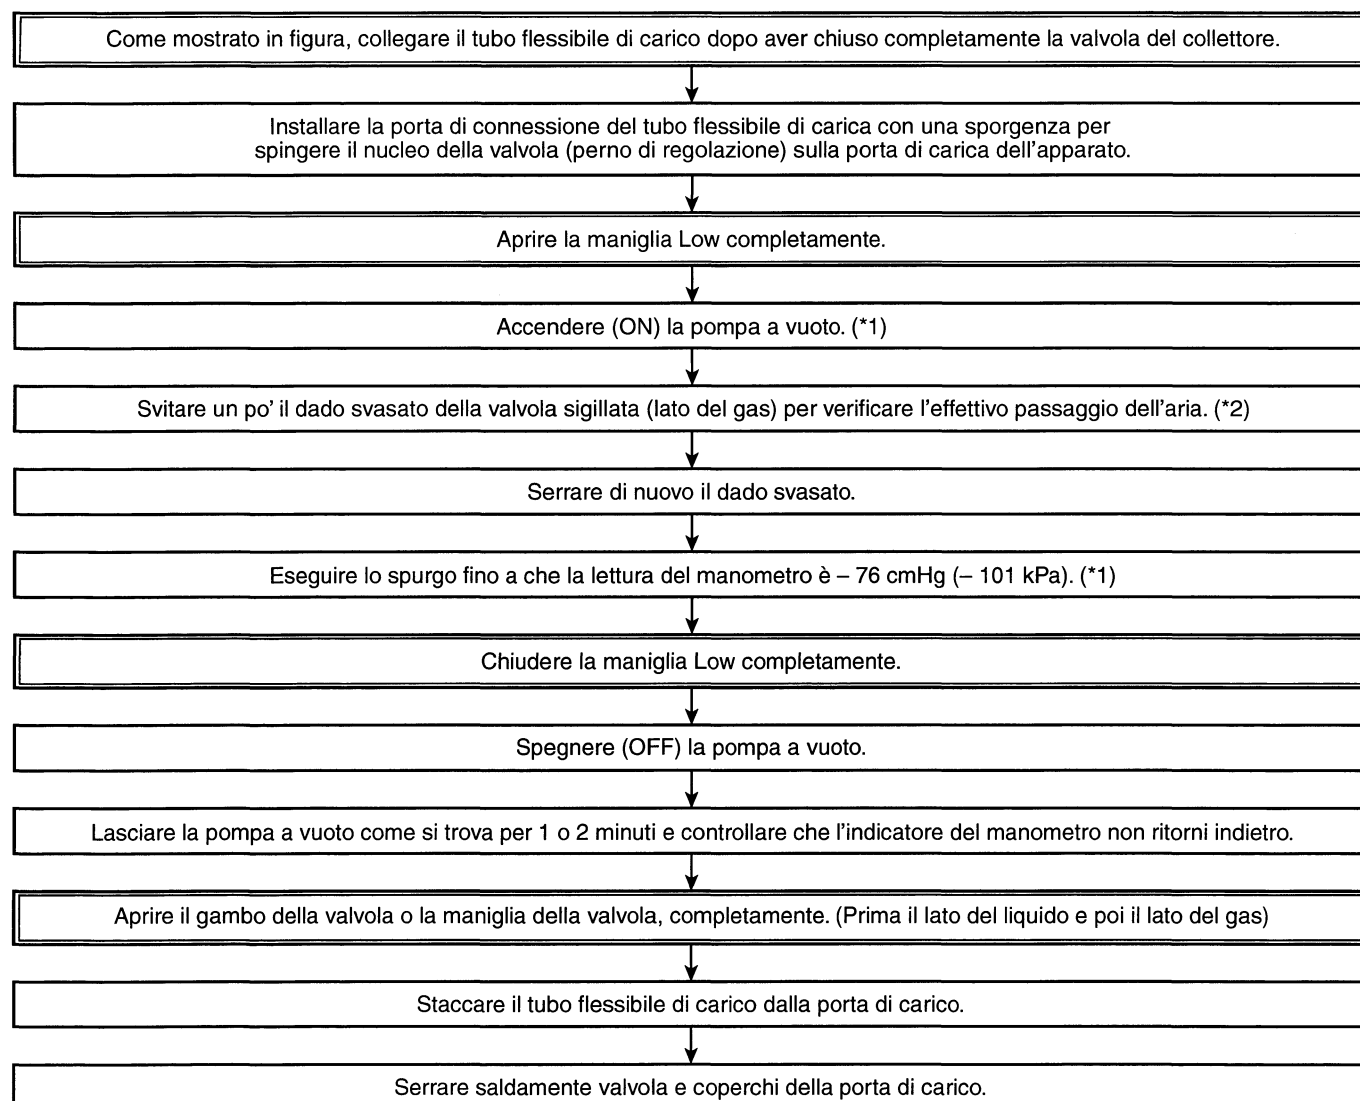 Come mostrato in figura, collegare il tubo flessibile di carico dopo aver chiuso completamente la valvola del collettore.
Installare la porta di connessione del tubo flessibile di carica con una sporgenza per
spingere il nucleo della valvola (perno di regolazione) sulla porta di carica dell'apparato.
Aprire la maniglia Low completamente.
Accendere (ON) la pompa a vuoto. (*1)
Svitare un po' il dado svasato della valvola sigillata (lato del gas) per verificare l'effettivo passaggio dell'aria. (*2)
Serrare di nuovo il dado svasato.
Eseguire lo spurgo fino a che la lettura del manometro è – 76 cmHg (– 101 kPa). (*1)
Chiudere la maniglia Low completamente.
Spegnere (OFF) la pompa a vuoto.
Lasciare la pompa a vuoto come si trova per 1 o 2 minuti e controllare che l'indicatore del manometro non ritorni indietro.
Aprire il gambo della valvola o la maniglia della valvola, completamente. (Prima il lato del liquido e poi il lato del gas)
Staccare il tubo flessibile di carico dalla porta di carico.
Serrare saldamente valvola e coperchi della porta di carico.